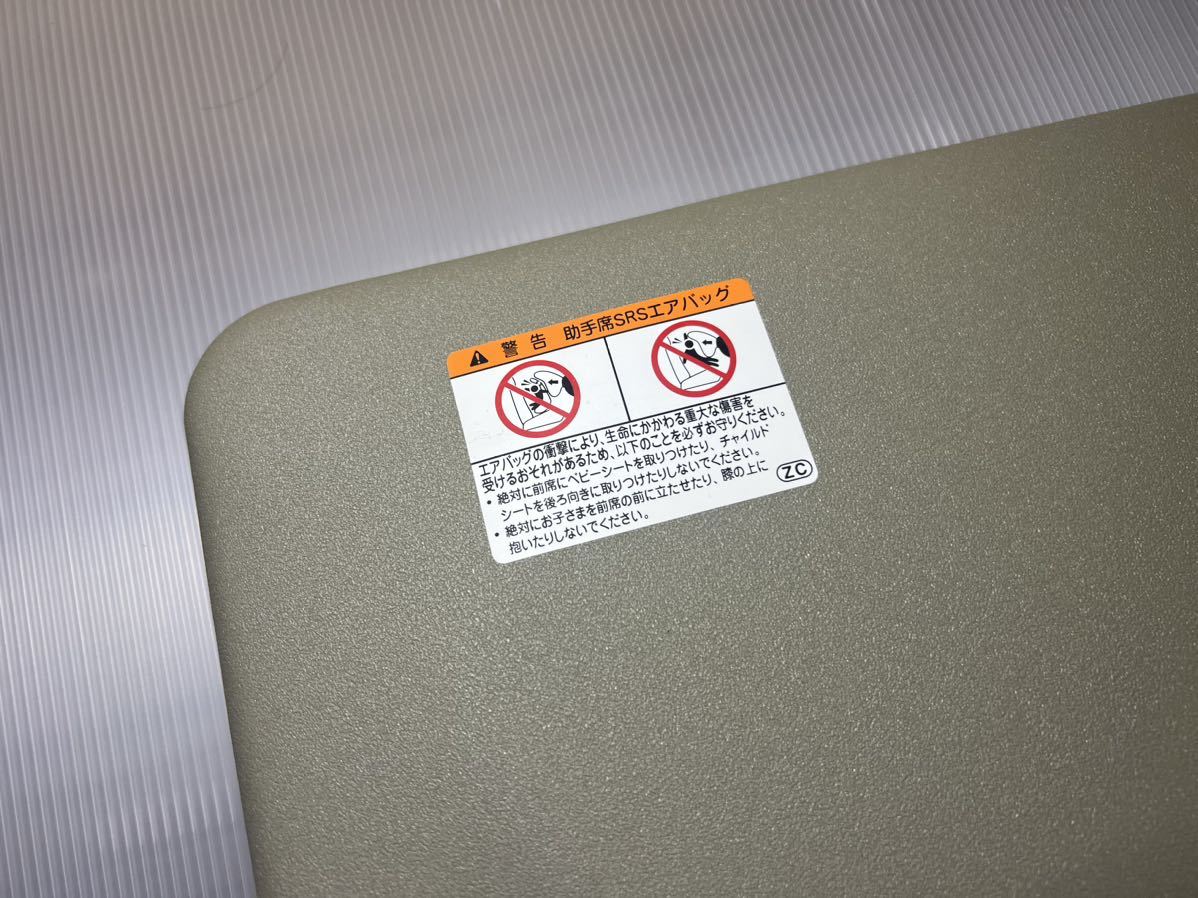 警告 助手席SRSエアバッグ
エアバッグの衝撃により、生命にかかわる重大な傷害を
受けるおそれがあるため、以下のことを必ずお守りください。
• 絶対に前席にベビーシートを取りつけたり、チャイルド
シートを後ろ向きに取りつけたりしないでください。
• 絶対にお子さまを前席の前に立たせたり、膝の上に
抱いたりしないでください。
ZC